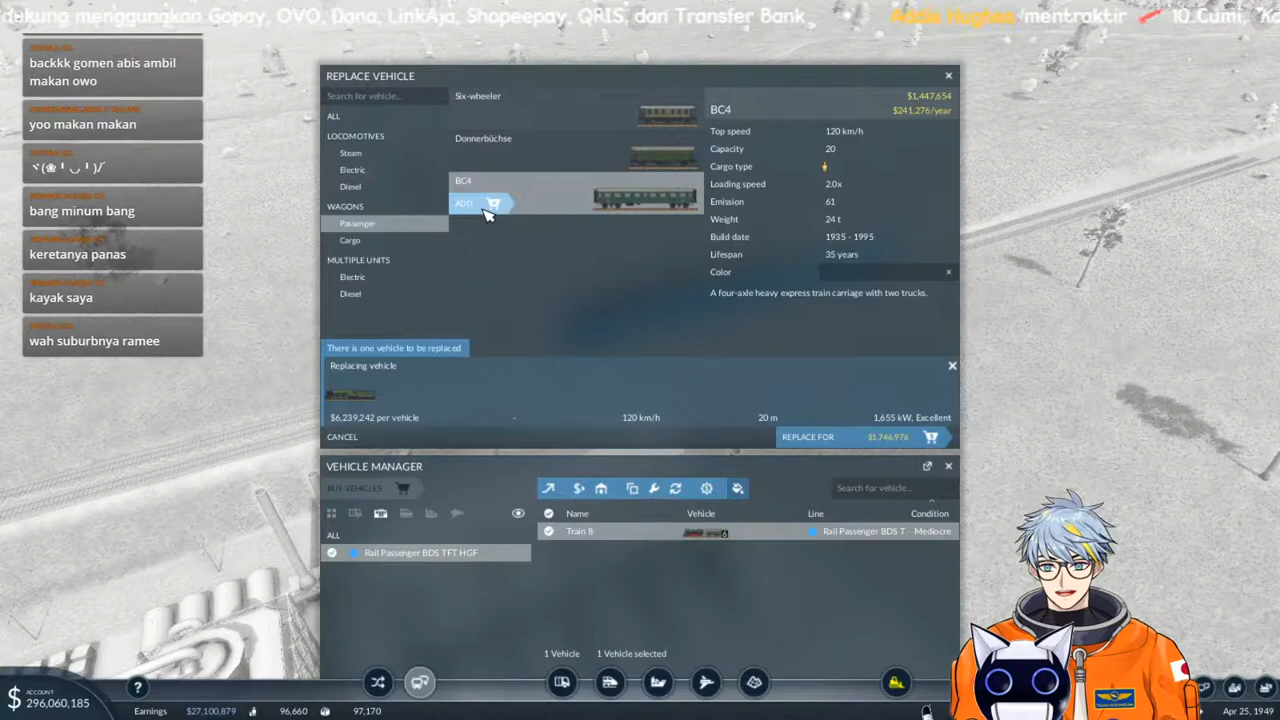 dukung menggunakan Gopay, OVO, Dana, LinkAja, Shopeepay, QRIS, dan Transfer Bank
Addie Hughes /mentraktir 10 Cumi,
backkk gomen abis ambil
makan owo
yoo makan makan
bang minum bang
keretanya panas
kayak saya
wah suburbnya ramee
REPLACE VEHICLE
Search for vehicle...
ALL
LOCOMOTIVES
Steam
Electric
Diesel
WAGONS
Passenger
Cargo
MULTIPLE UNITS
Electric
Diesel
Six-wheeler
Donnerbüchse
BC4
ADD
$1,447,654
BC4
$241,276/year
Top speed 120 km/h
Capacity 20
Cargo type
Loading speed 2.0x
Emission 61
Weight 24 t
Build date 1935 - 1995
Lifespan 35 years
Color
A four-axle heavy express train carriage with two trucks.
There is one vehicle to be replaced
Replacing vehicle
$6,239,242 per vehicle - 120 km/h 20 m 1,655 kW, Excellent
CANCEL
REPLACE FOR $1,746,976
VEHICLE MANAGER
BUY VEHICLES
Search for vehicle...
ALL
Rail Passenger BDS TFT HGF
Name Vehicle Line Condition
Train 8 6 Rail Passenger BDS T Mediocre
1 Vehicle 1 Vehicle selected
$ ACCOUNT
296,060,185
?
Earnings $27,100,879 96,660 97,170
Apr 25, 1949